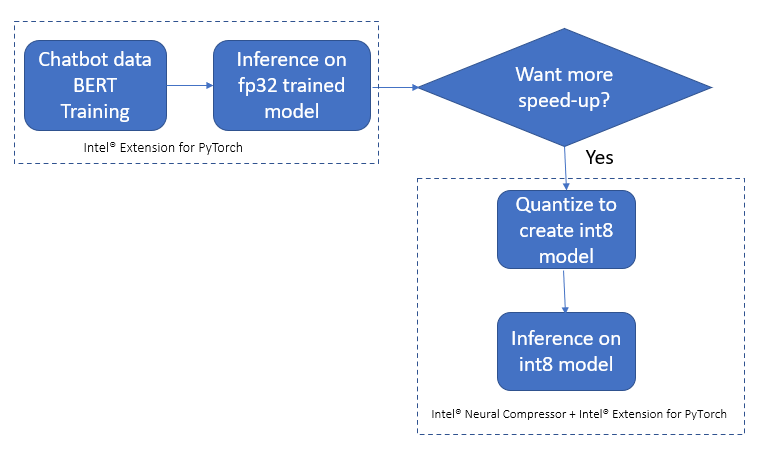 Chatbot data
BERT
Training
Inference on
fp32 trained
model
Intel® Extension for PyTorch
Want more
speed-up?
Yes
Quantize to
create int8
model
Inference on
int8 model
Intel® Neural Compressor + Intel® Extension for PyTorch